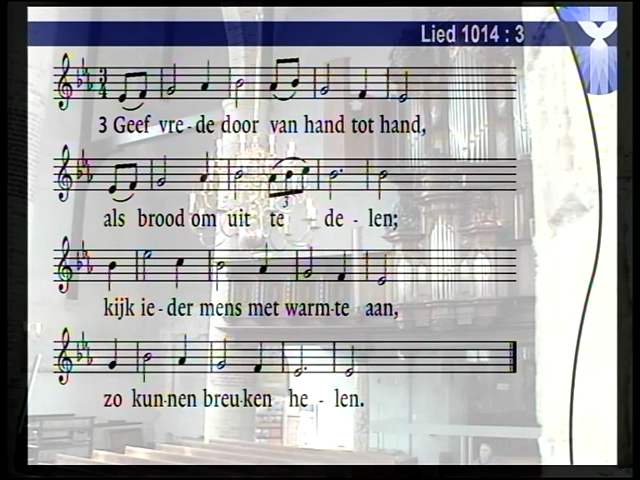 Lied 1014 : 3
3 Geef vre - de door van hand tot hand,
als brood om uit te - de - len;
3
kijk ie - der mens met warm-te aan,
zo kun-nen breu-ken he - len.